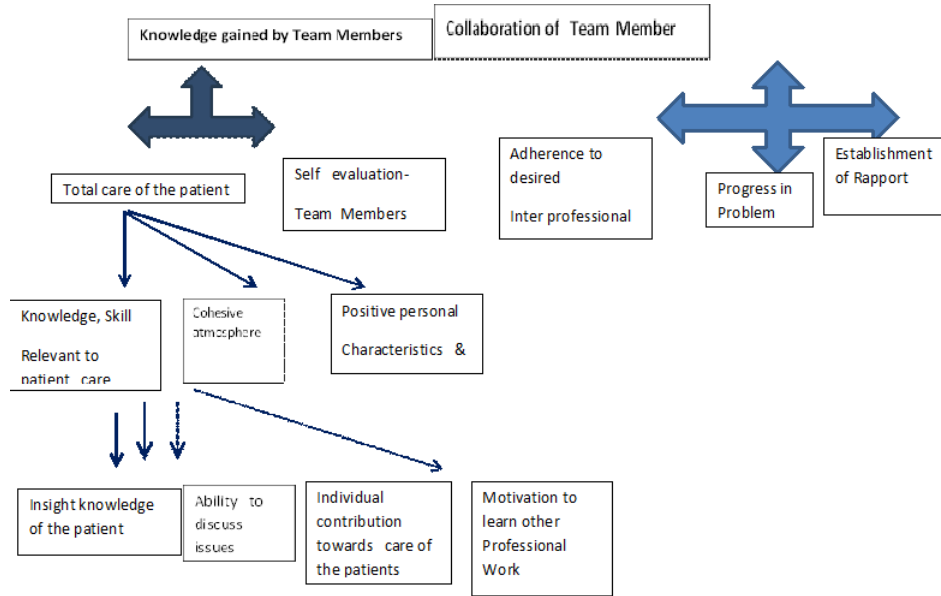 Knowledge gained by Team Members
Collaboration of Team Member
Total care of the patient
Self evaluation-
Team Members
Adherence to
desired
Inter professional
Progress in
Problem
Establishment
of Rapport
Knowledge, Skill
Relevant to
patient care
Cohesive
atmosphere
Positive personal
Characteristics &
Insight knowledge
of the patient
Ability to
discuss
issues
Individual
contribution
towards care of
the patients
Motivation to
learn other
Professional
Work